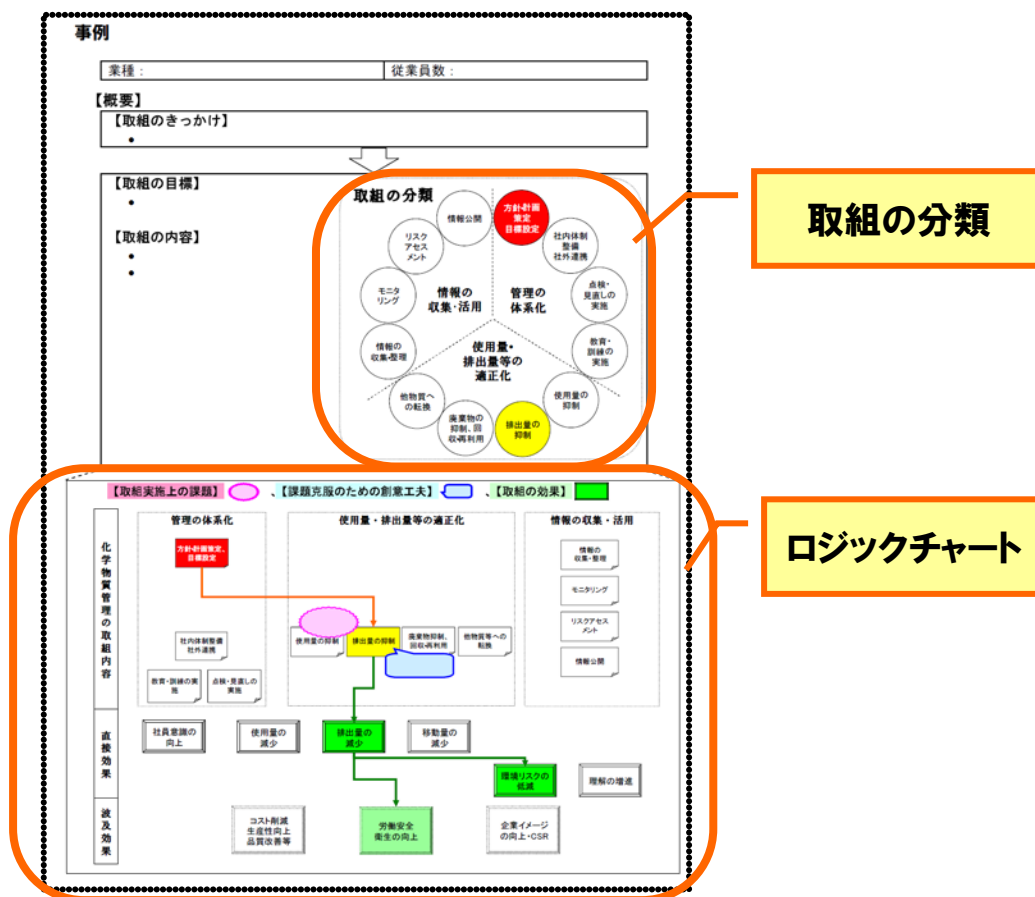 事例
業種：
従業員数：
【概要】
【取組のきっかけ】
•
【取組の目標】
•
【取組の内容】
•
•
取組の分類
情報公開
方針・計画
策定
目標設定
リスク
アセス
メント
社内体制
整備
社外連携
モニタ
リング
情報の
収集・活用
管理の
体系化
点検・
見直しの
実施
情報の
収集・整理
使用量・
排出量等の
適正化
教育・
訓練の
実施
他物質へ
の転換
使用量の
抑制
廃棄物の
抑制、回
収・再利用
排出量の
抑制
取組の分類
【取組実施上の課題】 、【課題克服のための創業工夫】 、【取組の効果】
化学物質管理の取組内容
管理の体系化
使用量・排出量等の適正化
情報の収集・活用
方針・計画策定、
目標設定
情報の
収集・整理
モニタリング
リスクアセス
メント
情報公開
社内体制整備
社外連携
使用量の抑制
排出量の抑制
廃棄物抑制、
回収・再利用
他物質等への
転換
教育・訓練の実
施
点検・見直しの
実施
直接効果
社員意識の
向上
使用量の
減少
排出量の
減少
移動量の
減少
環境リスクの
低減
理解の増進
波及効果
コスト削減
生産性向上
品質改善等
労働安全
衛生の向上
企業イメージ
の向上・CSR
ロジックチャート